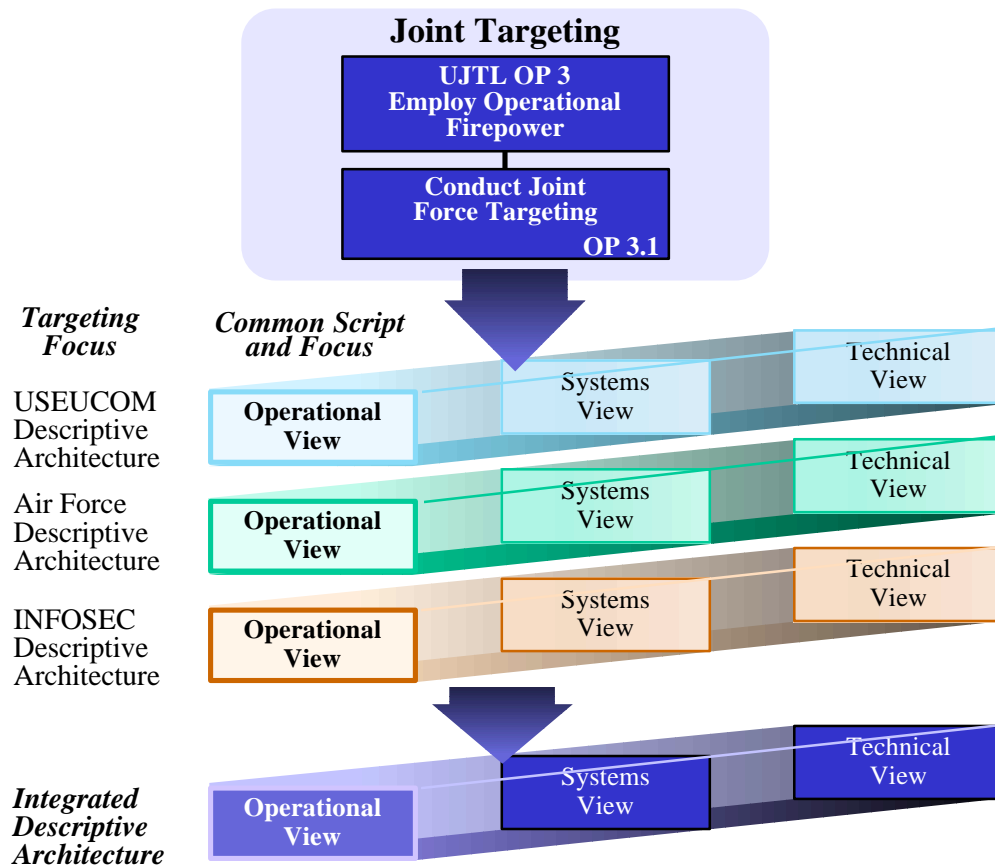 Joint Targeting
UJTL OP 3
Employ Operational
Firepower
Conduct Joint
Force Targeting
OP 3.1
Targeting
Focus
Common Script
and Focus
USEUCOM
Descriptive
Architecture
Operational
View
Systems
View
Technical
View
Air Force
Descriptive
Architecture
Operational
View
Systems
View
Technical
View
INFOSEC
Descriptive
Architecture
Operational
View
Systems
View
Technical
View
Integrated
Descriptive
Architecture
Operational
View
Systems
View
Technical
View